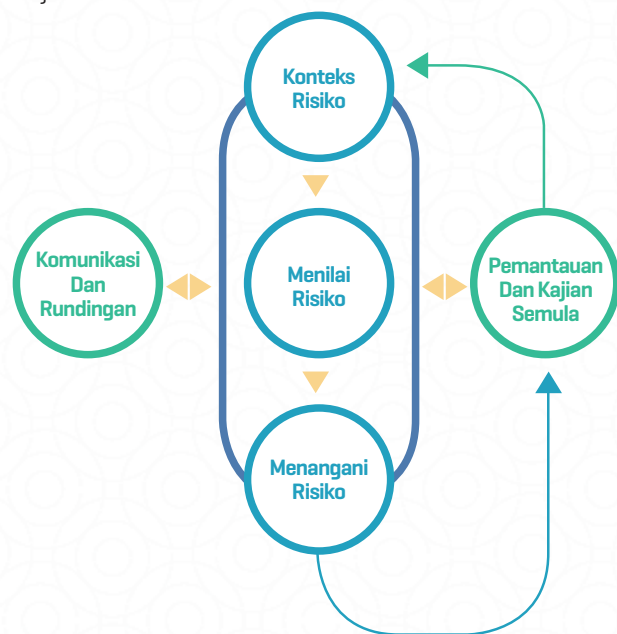 Konteks
Risiko
Komunikasi
Dan
Rundingan
Menilai
Risiko
Pemantauan
Dan Kajian
Semula
Menangani
Risiko